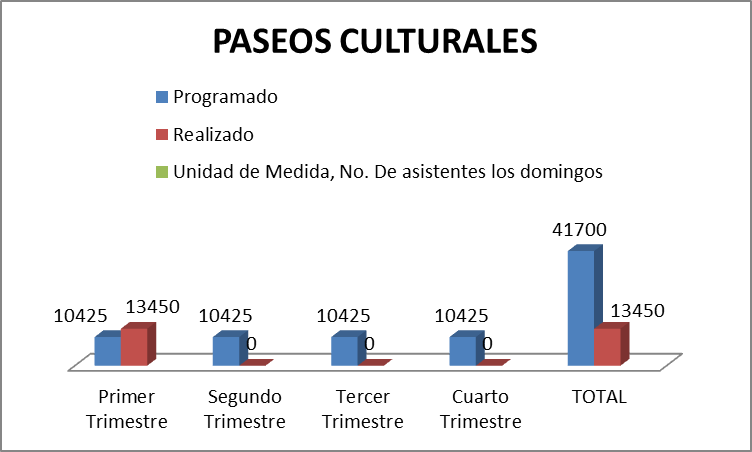 PASEOS CULTURALES
Programado
Realizado
Unidad de Medida, No. De asistentes los domingos
41700
10425 13450 10425 0 10425 0 10425 0 13450
Primer Trimestre
Segundo Trimestre
Tercer Trimestre
Cuarto Trimestre
TOTAL